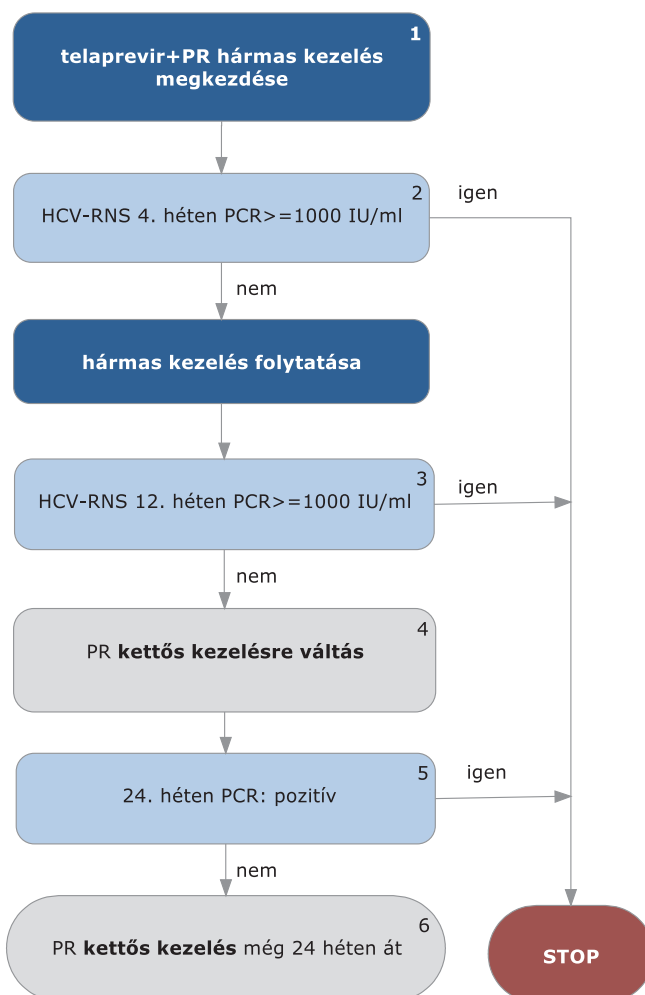 1
telaprevir+PR hármas kezelés
megkezdése
2
HCV-RNS 4. héten PCR>=1000 IU/ml
igen
nem
hármas kezelés folytatása
3
HCV-RNS 12. héten PCR>=1000 IU/ml
igen
nem
4
PR kettős kezelésre váltás
5
24. héten PCR: pozitív
igen
nem
6
PR kettős kezelés még 24 héten át
STOP